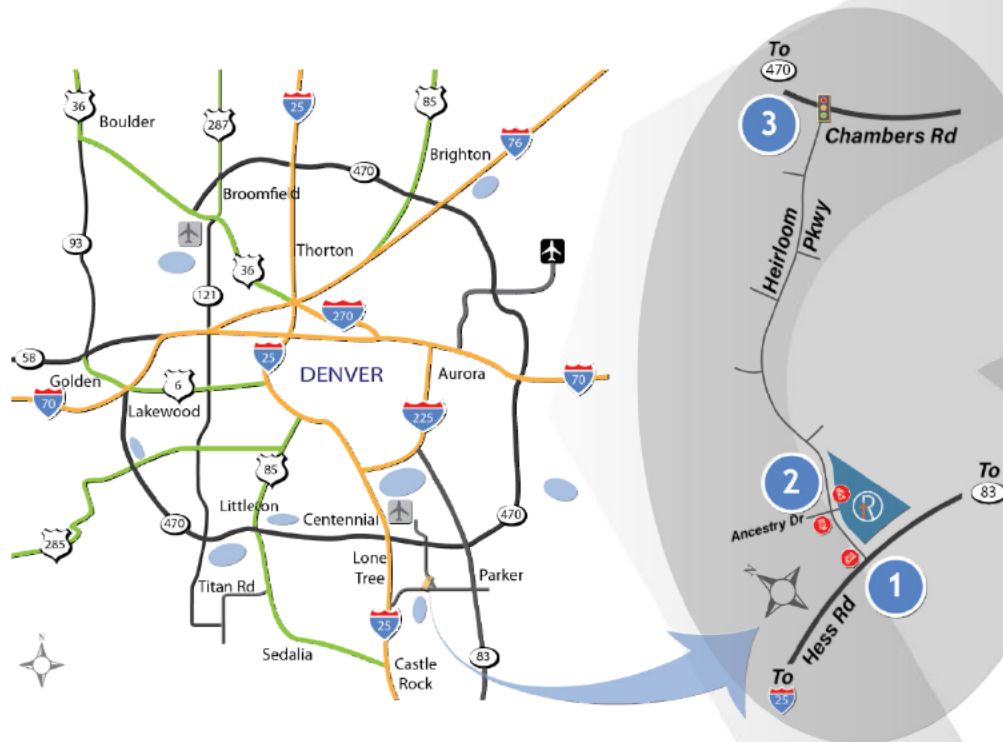 36
Boulder
287
25
85
76
Brighton
470
Broomfield
93
Thorton
36
121
270
58
25
DENVER
Aurora
70
Golden
70
6
Lakewood
225
85
Littleton
Centennial
470
470
285
Lone
Tree
Parker
Titan Rd
25
83
Sedalia
Castle
Rock
N
To
470
3
Chambers Rd
Heirloom
Pkwy
2
To
83
R
Ancestry Dr
N
1
Hess Rd
To
25